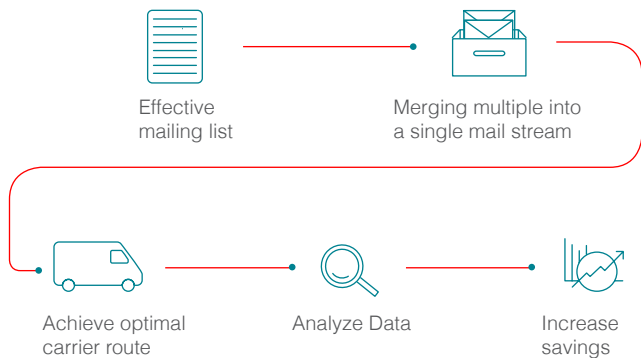 Effective
mailing list
Merging multiple into
a single mail stream
Achieve optimal
carrier route
Analyze Data
Increase
savings